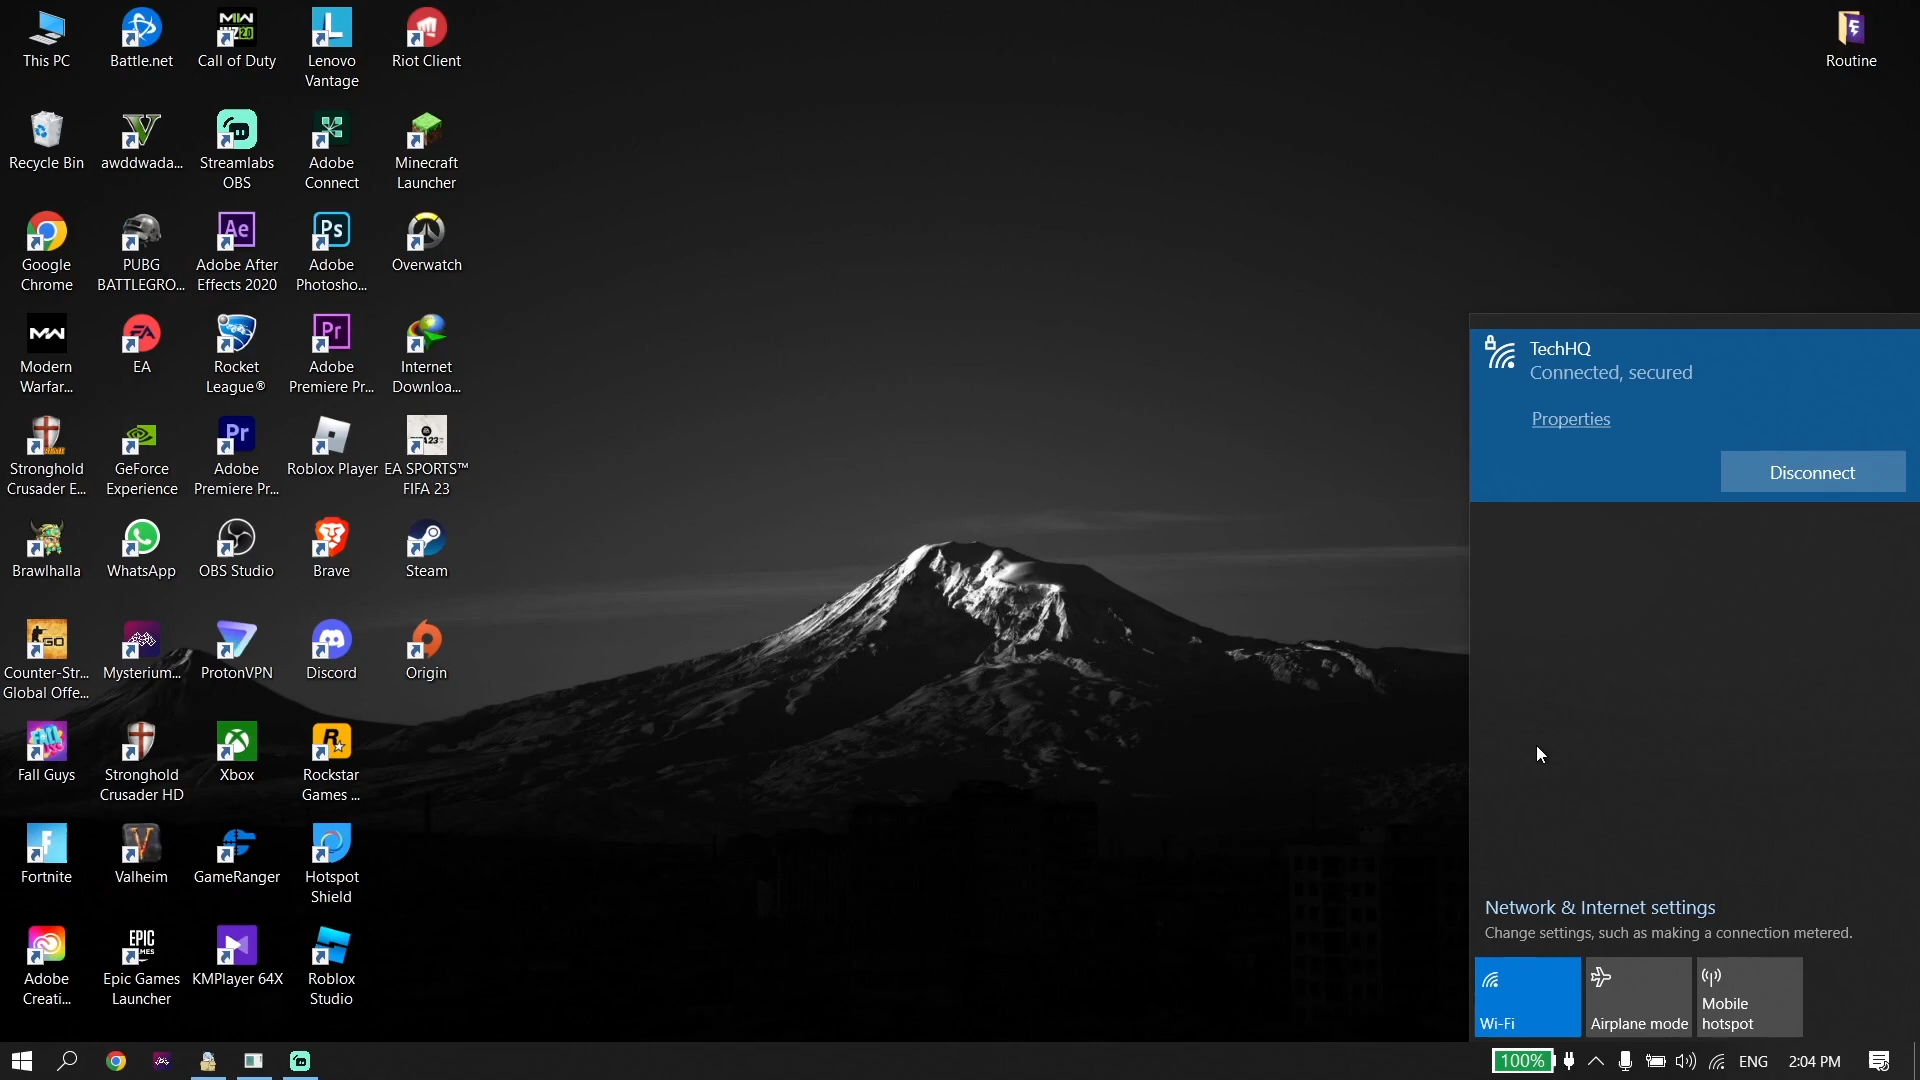 This PC
Battle.net
Call of Duty
Lenovo
Vantage
Riot Client
Routine
Recycle Bin
awddwada...
Streamlabs
OBS
Adobe
Connect
Minecraft
Launcher
Google
Chrome
PUBG
BATTLEGRO...
Adobe After
Effects 2020
Adobe
Photosho...
Overwatch
Modern
Warfar...
EA
Rocket
League®
Adobe
Premiere Pr...
Internet
Downloa...
Stronghold
Crusader E...
GeForce
Experience
Adobe
Premiere Pr...
Roblox Player
EA SPORTS™
FIFA 23
Brawlhalla
WhatsApp
OBS Studio
Brave
Steam
Counter-Str...
Global Offe...
Mysterium...
ProtonVPN
Discord
Origin
Fall Guys
Stronghold
Crusader HD
Xbox
Rockstar
Games ...
Fortnite
Valheim
GameRanger
Hotspot
Shield
Adobe
Creati...
Epic Games
Launcher
KMPlayer 64X
Roblox
Studio
TechHQ
Connected, secured
Properties
Disconnect
Network & Internet settings
Change settings, such as making a connection metered.
Wi-Fi
Airplane mode
Mobile
hotspot
100%
ENG
2:04 PM